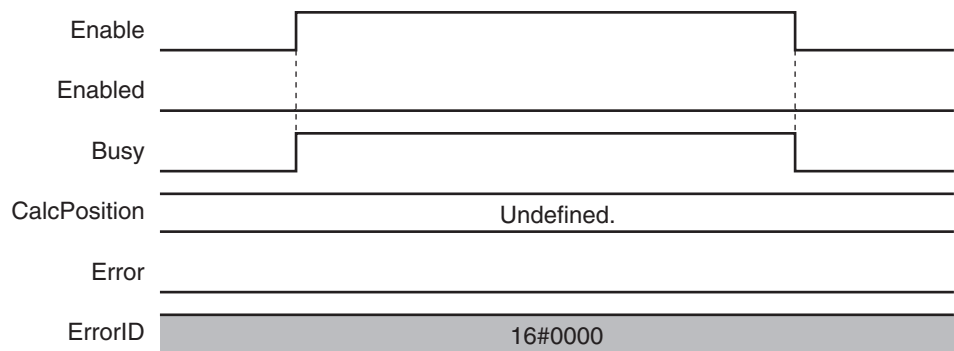 Enable
Enabled
Busy
CalcPosition
Undefined.
Error
ErrorID
16#0000